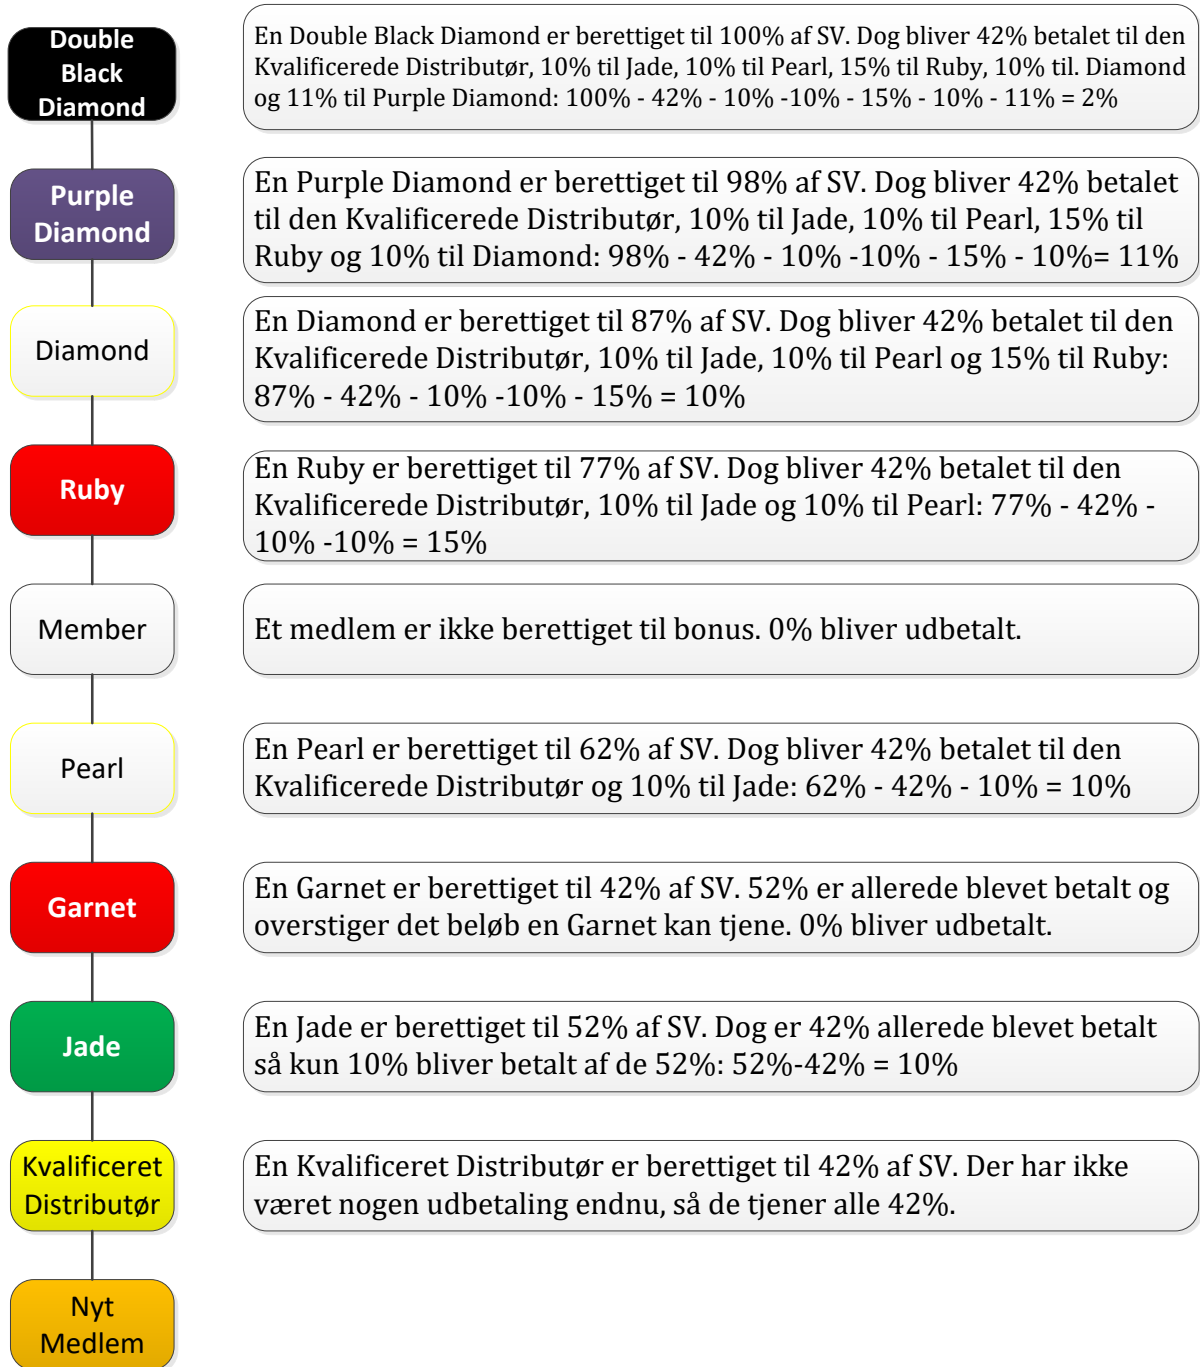 Double
Black
Diamond
En Double Black Diamond er berettiget til 100% af SV. Dog bliver 42% betalet til den
Kvalificerede Distributør, 10% til Jade, 10% til Pearl, 15% til Ruby, 10% til. Diamond
og 11% til Purple Diamond: 100% - 42% - 10% -10% - 15% - 10% - 11% = 2%
Purple
Diamond
En Purple Diamond er berettiget til 98% af SV. Dog bliver 42% betalet
til den Kvalificerede Distributør, 10% til Jade, 10% til Pearl, 15% til
Ruby og 10% til Diamond: 98% - 42% - 10% -10% - 15% - 10%= 11%
Diamond
En Diamond er berettiget til 87% af SV. Dog bliver 42% betalet til den
Kvalificerede Distributør, 10% til Jade, 10% til Pearl og 15% til Ruby:
87% - 42% - 10% -10% - 15% = 10%
Ruby
En Ruby er berettiget til 77% af SV. Dog bliver 42% betalet til den
Kvalificerede Distributør, 10% til Jade og 10% til Pearl: 77% - 42% -
10% -10% = 15%
Member
Et medlem er ikke berettiget til bonus. 0% bliver udbetalt.
Pearl
En Pearl er berettiget til 62% af SV. Dog bliver 42% betalet til den
Kvalificerede Distributør og 10% til Jade: 62% - 42% - 10% = 10%
Garnet
En Garnet er berettiget til 42% af SV. 52% er allerede blevet betalt og
overstiger det beløb en Garnet kan tjene. 0% bliver udbetalt.
Jade
En Jade er berettiget til 52% af SV. Dog er 42% allerede blevet betalt
så kun 10% bliver betalt af de 52%: 52%-42% = 10%
Kvalificeret
Distributør
En Kvalificeret Distributør er berettiget til 42% af SV. Der har ikke
været nogen udbetaling endnu, så de tjener alle 42%.
Nyt
Medlem